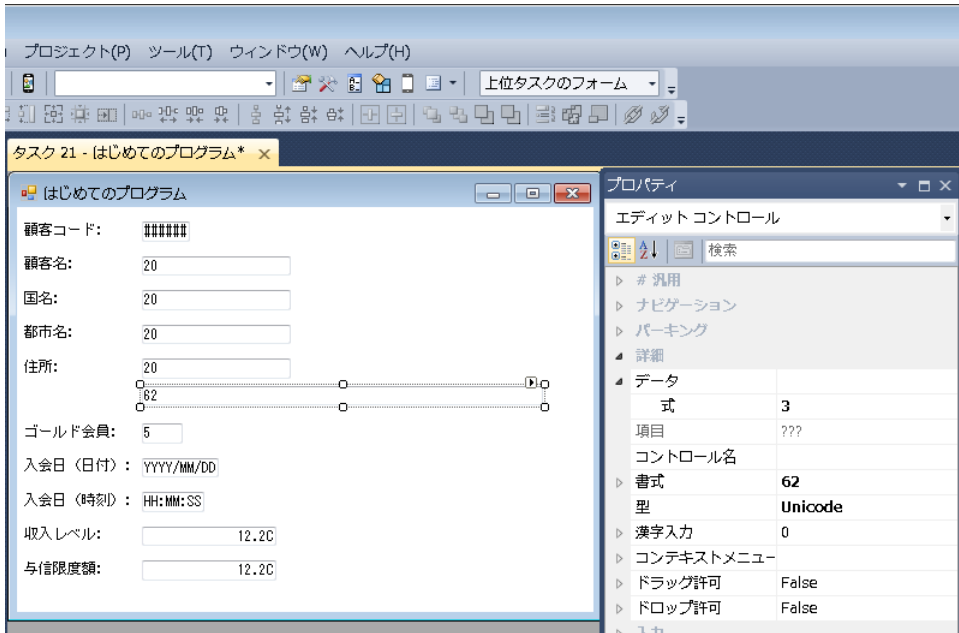 プロジェクト(P) ツール(T) ウィンドウ(W) ヘルプ(H)
上位タスクのフォーム
タスク 21 - はじめてのプログラム*
はじめてのプログラム
顧客コード: ######
顧客名: 20
国名: 20
都市名: 20
住所: 20
62
ゴールド会員: 5
入会日（日付）: YYYY/MM/DD
入会日（時刻）: HH:MM:SS
収入レベル: 12.2C
与信限度額: 12.2C
プロパティ
エディット コントロール
検索
# 汎用
ナビゲーション
パーキング
詳細
データ
式 3
項目 ???
コントロール名
書式 62
型 Unicode
漢字入力 0
コンテキストメニュー
ドラッグ許可 False
ドロップ許可 False
入力